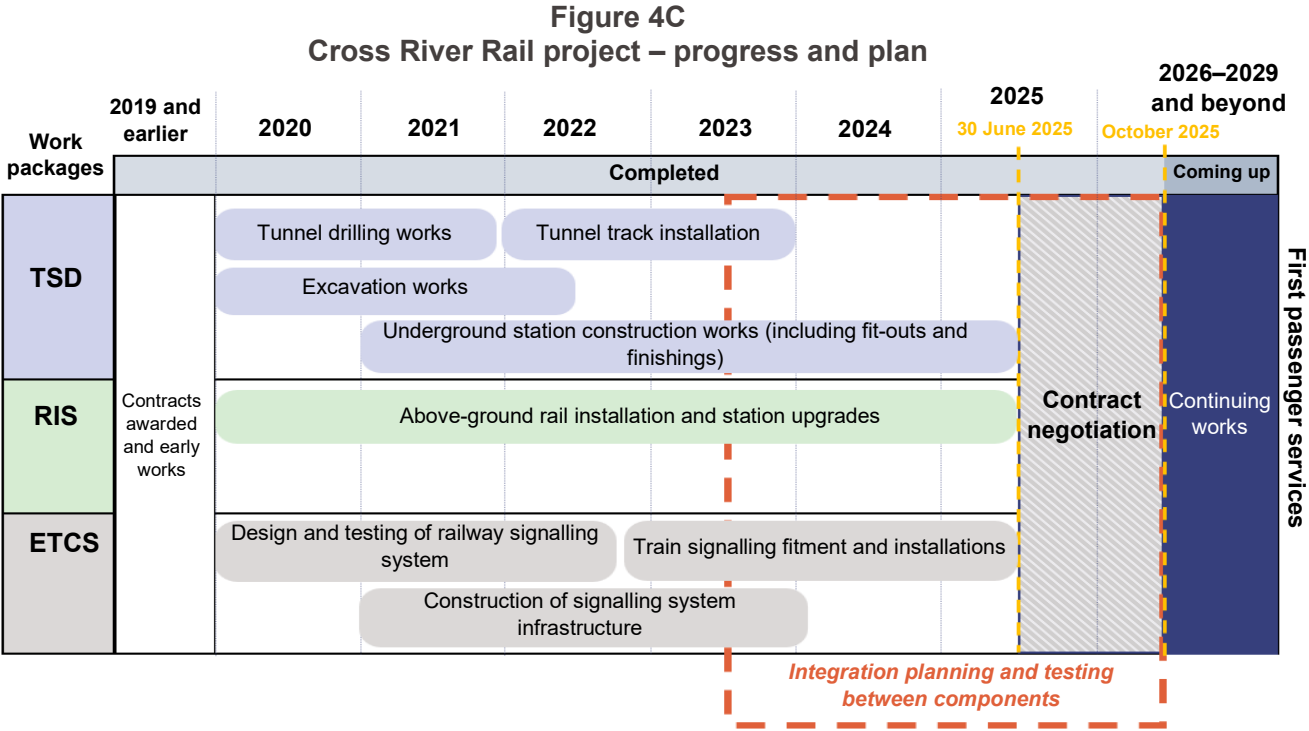 Figure 4C
Cross River Rail project – progress and plan
Work
packages
2019 and
earlier
2020
2021
2022
2023
2024
2025
30 June 2025
October 2025
2026–2029
and beyond
Completed
Coming up
TSD
Tunnel drilling works
Tunnel track installation
Excavation works
Underground station construction works (including fit-outs and
finishings)
RIS
Contracts
awarded
and early
works
Above-ground rail installation and station upgrades
Contract
negotiation
Continuing
works
First passenger services
ETCS
Design and testing of railway signalling
system
Train signalling fitment and installations
Construction of signalling system
infrastructure
Integration planning and testing
between components